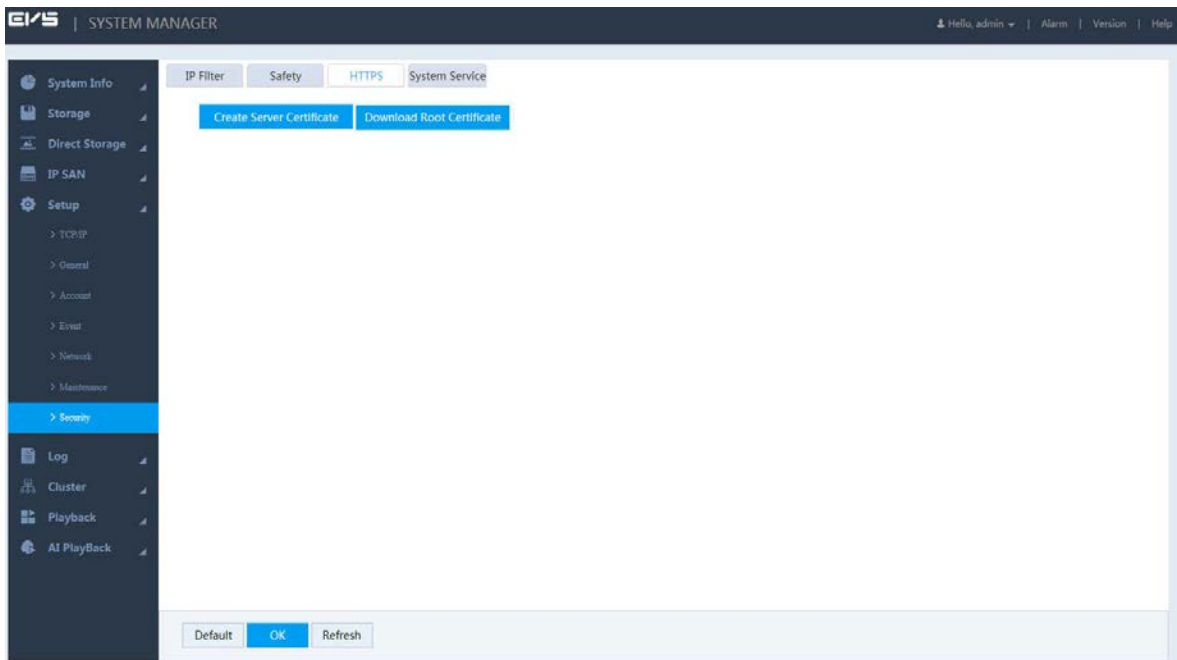 EVS | SYSTEM MANAGER
Hello, admin | Alarm | Version | Help
IP Filter Safety HTTPS System Service
Create Server Certificate Download Root Certificate
System Info
Storage
Direct Storage
IP SAN
Setup
> TCP/IP
> General
> Account
> Event
> Network
> Maintenance
> Security
Log
Cluster
Playback
AI PlayBack
Default OK Refresh